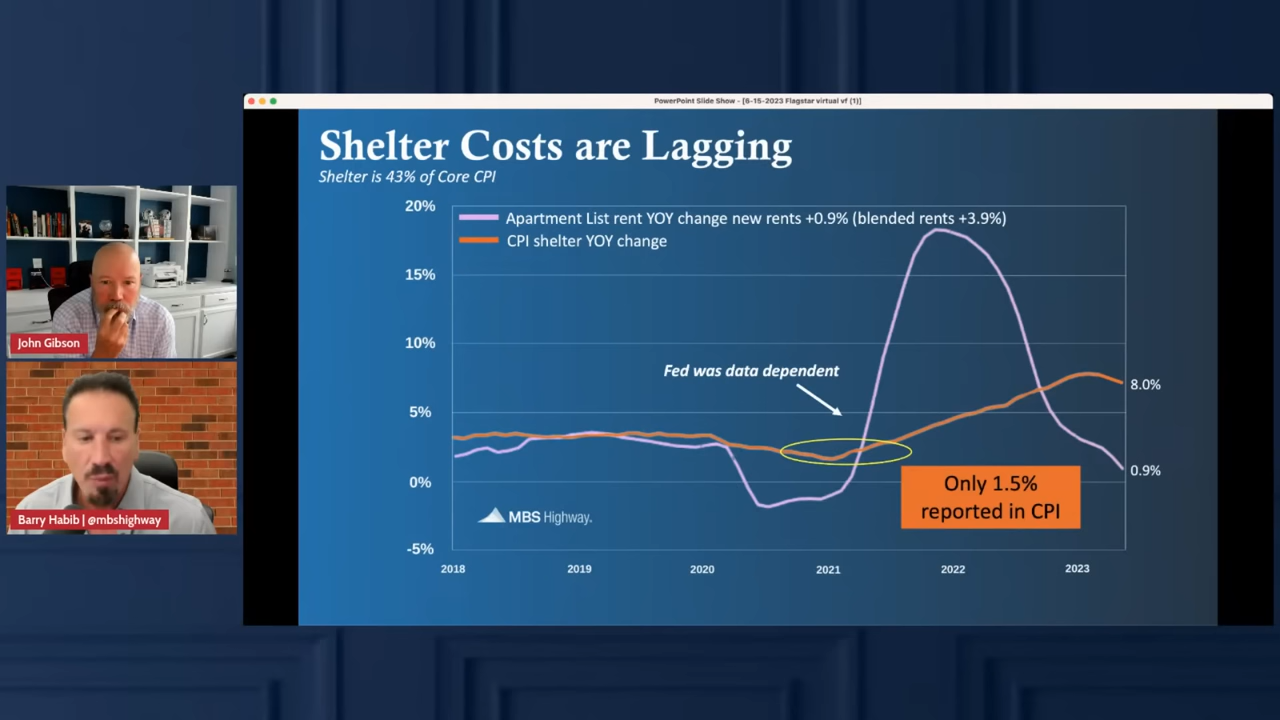 PowerPoint Slide Show - [6-15-2023 Flagstar virtual vf (1)]
Shelter Costs are Lagging
Shelter is 43% of Core CPI
20%
15%
10%
5%
0%
-5%
Apartment List rent YOY change new rents +0.9% (blended rents +3.9%)
CPI shelter YOY change
Fed was data dependent
8.0%
0.9%
Only 1.5%
reported in CPI
MBS Highway.
2018
2019
2020
2021
2022
2023
John Gibson
Barry Habib | @mbshighway